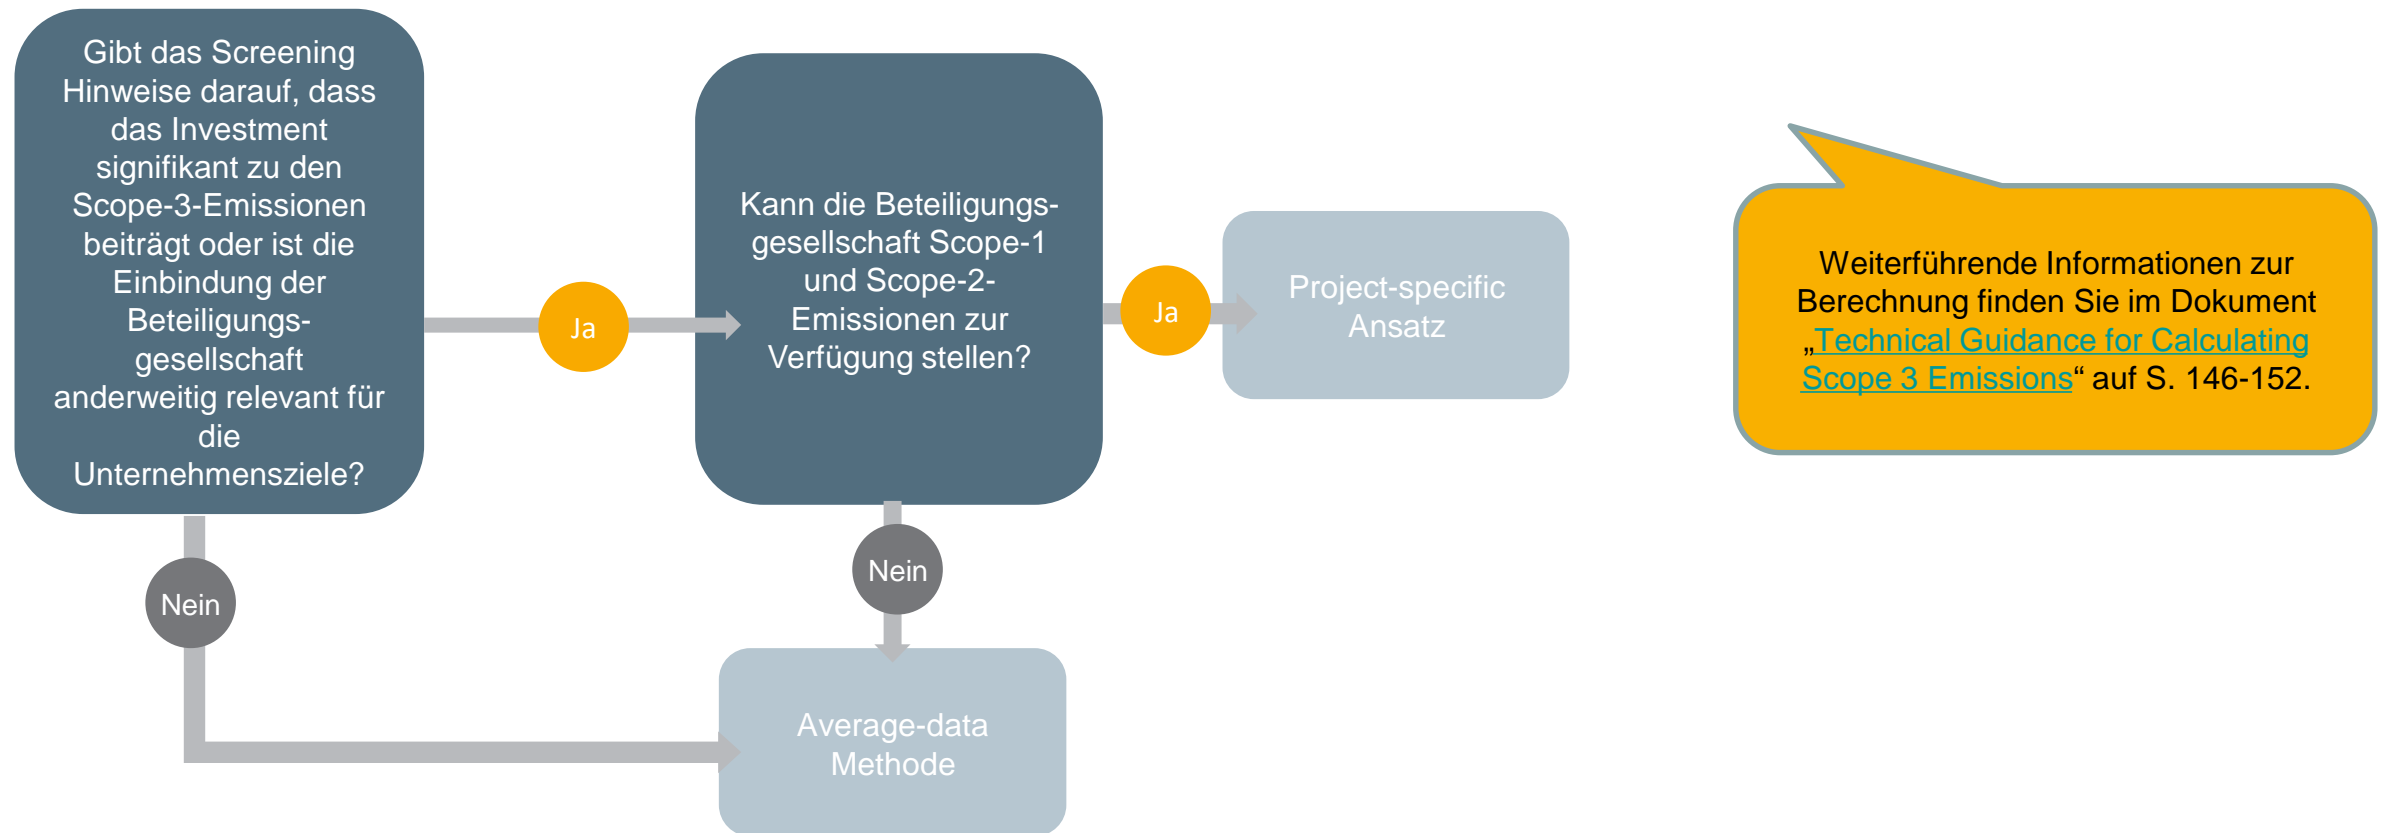 Gibt das Screening
Hinweise darauf, dass
das Investment
signifikant zu den
Scope-3-Emissionen
beiträgt oder ist die
Einbindung der
Beteiligungs-
gesellschaft
anderweitig relevant für
die
Unternehmensziele?
Ja
Kann die Beteiligungs-
gesellschaft Scope-1
und Scope-2-
Emissionen zur
Verfügung stellen?
Ja
Project-specific
Ansatz
Weiterführende Informationen zur
Berechnung finden Sie im Dokument
„Technical Guidance for Calculating
Scope 3 Emissions“ auf S. 146-152.
Nein
Nein
Average-data
Methode